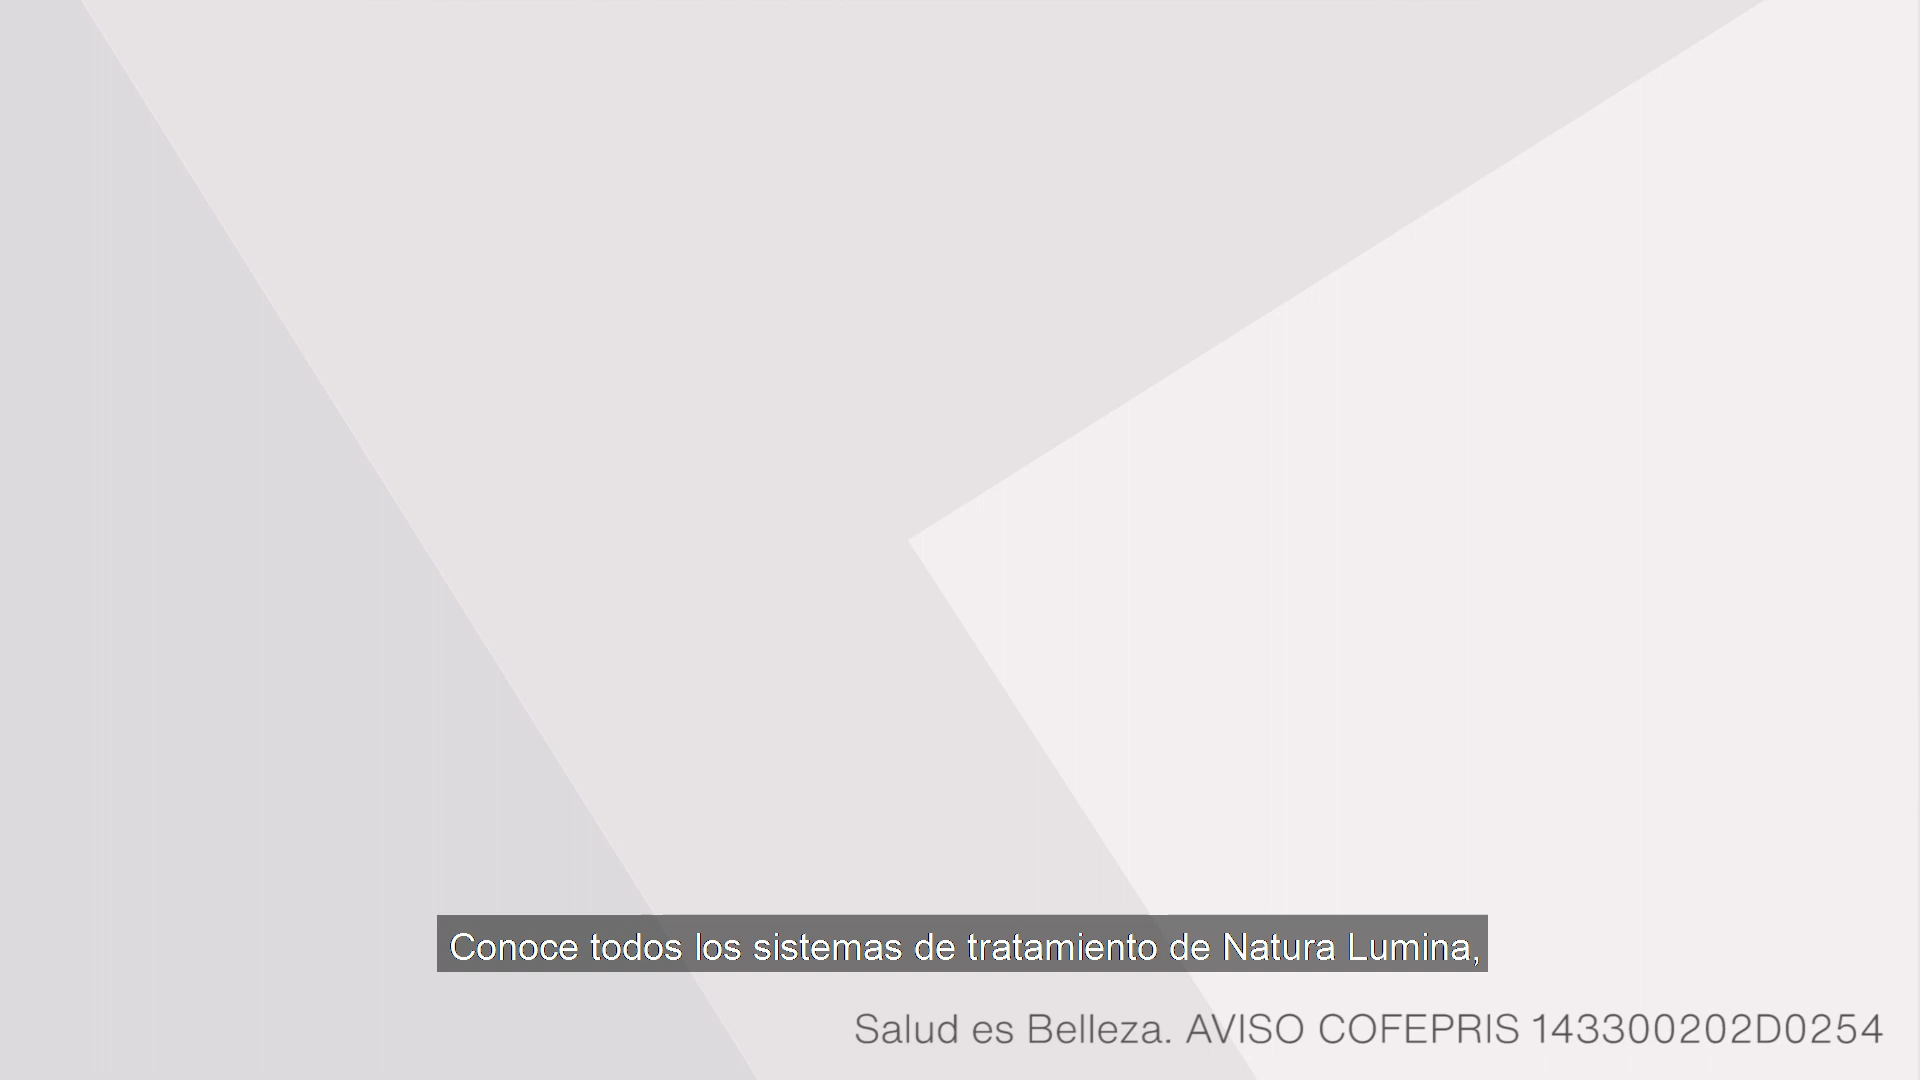 Conoce todos los sistemas de tratamiento de Natura Lumina,
Salud es Belleza. AVISO COFEPRIS 143300202D0254